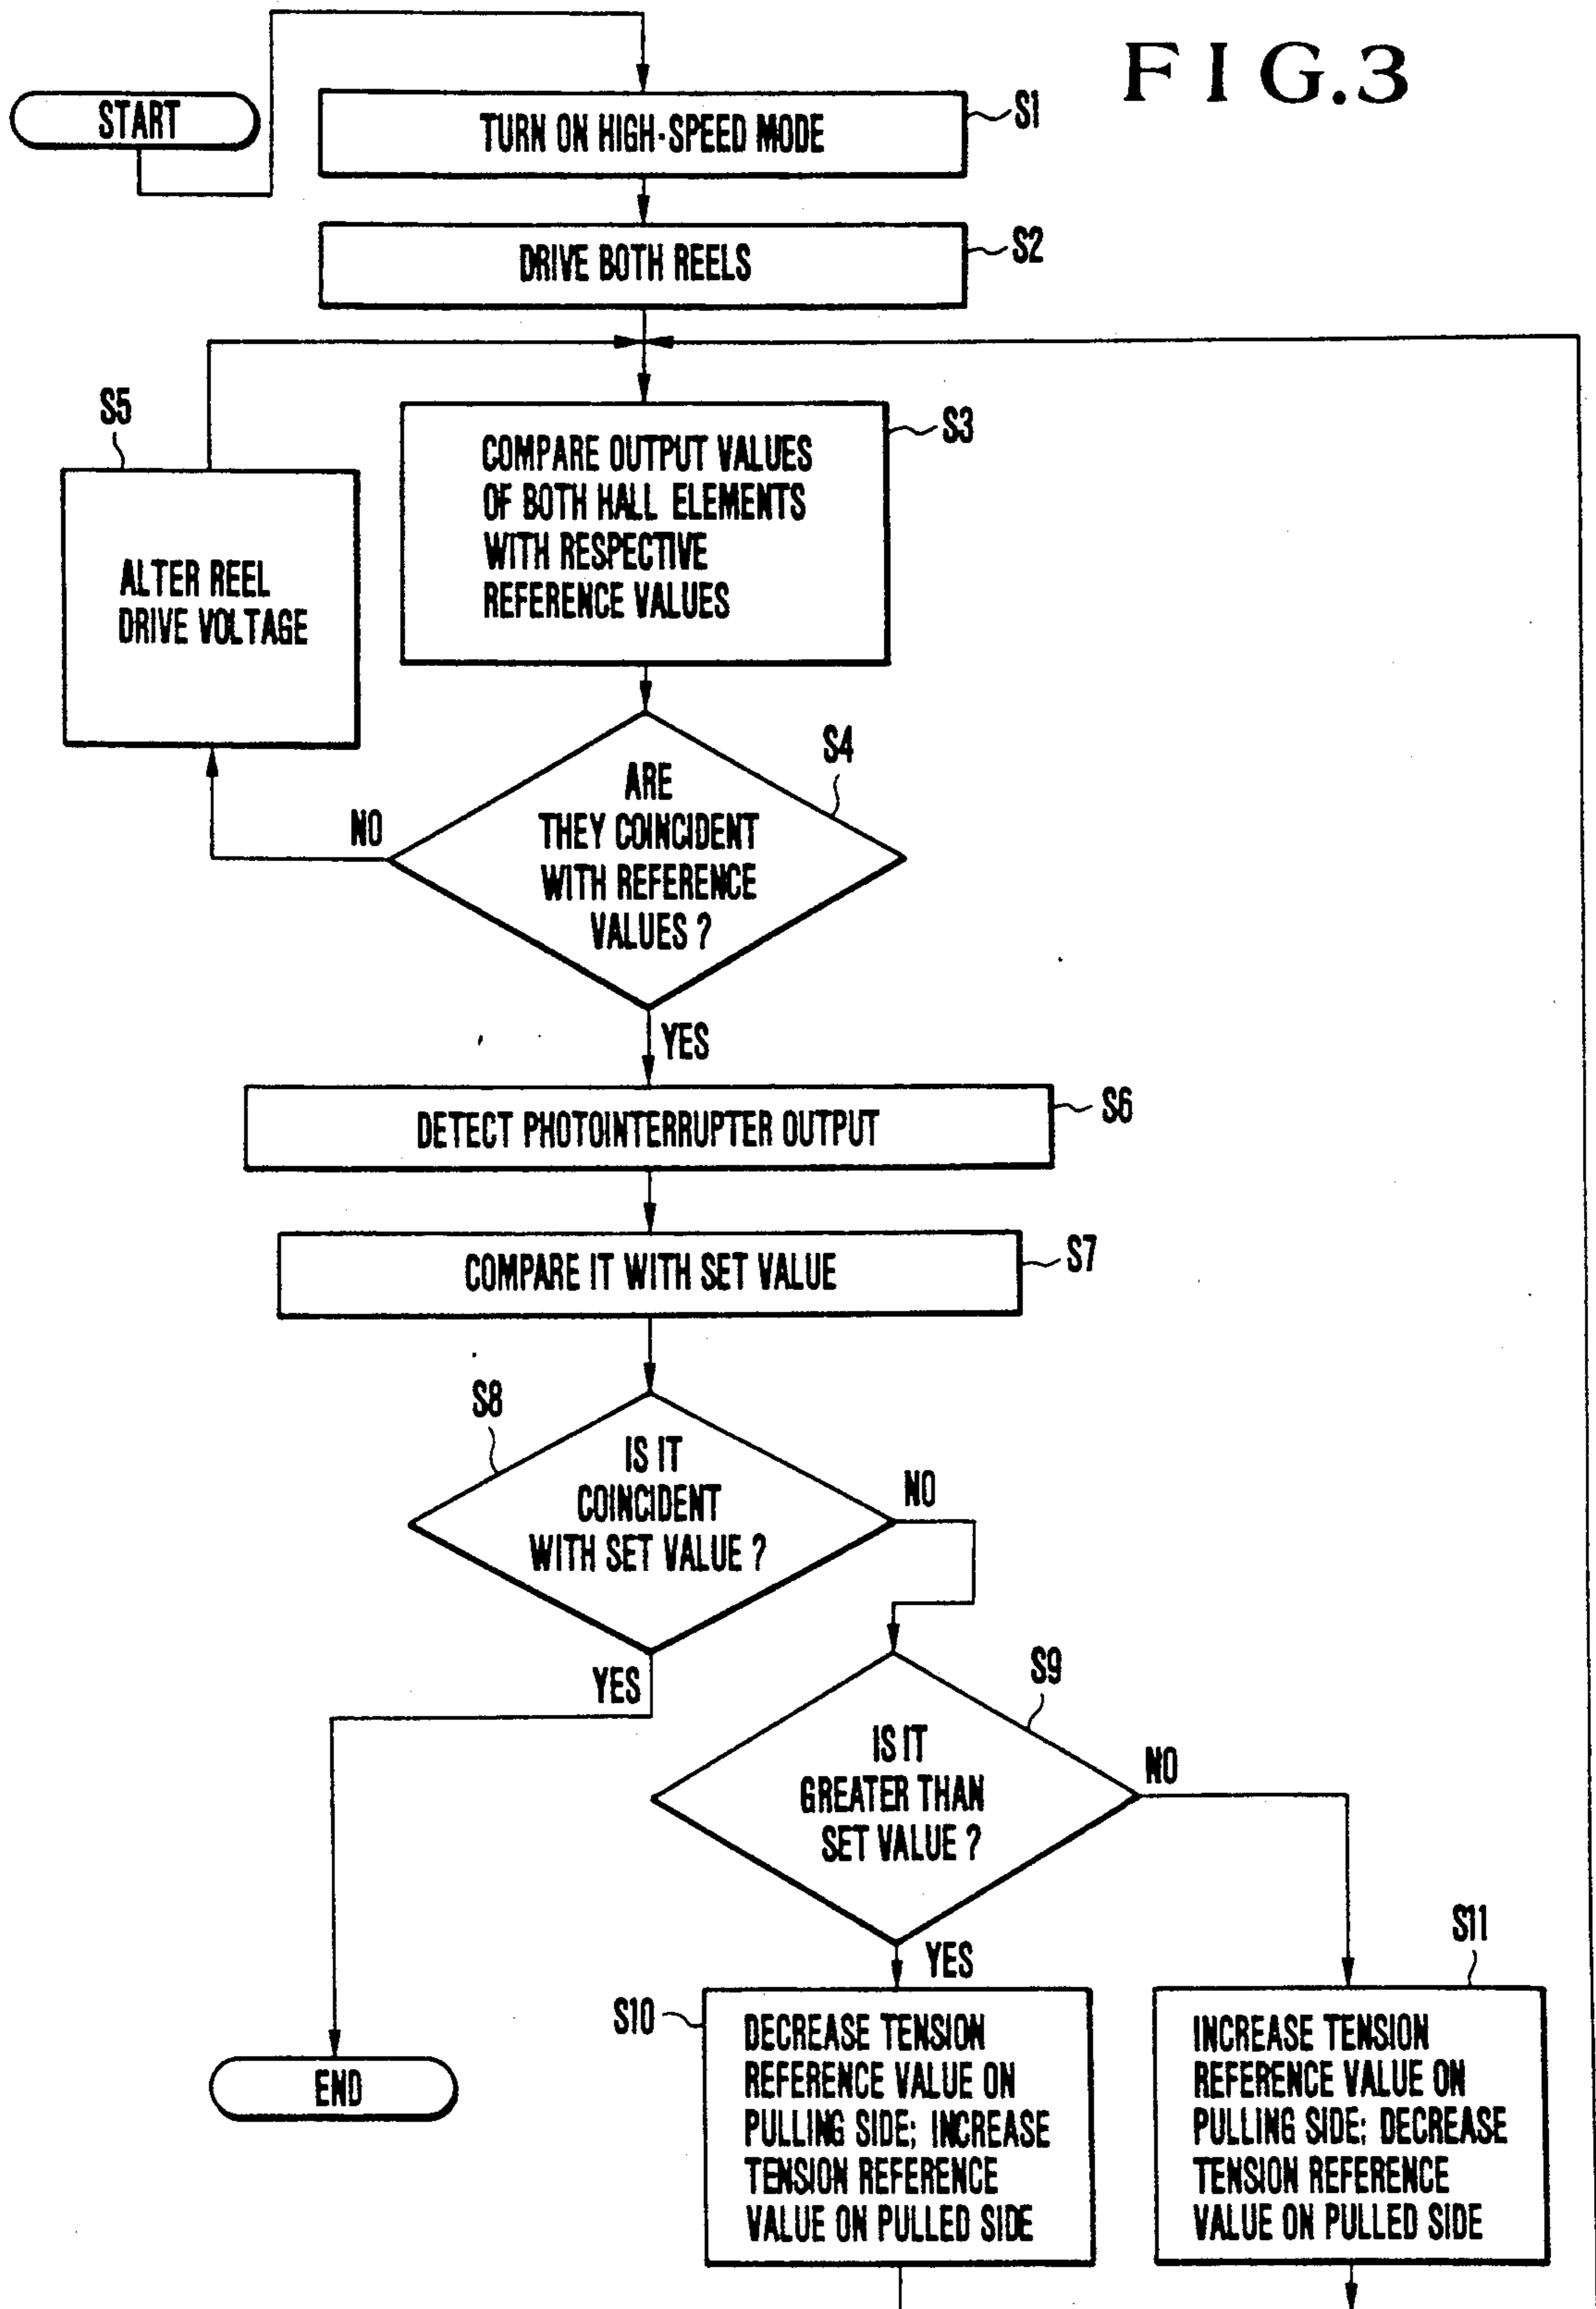 FIG.3
START
TURN ON HIGH-SPEED MODE
S1
DRIVE BOTH REELS
S2
S5
ALTER REEL
DRIVE VOLTAGE
S3
COMPARE OUTPUT VALUES
OF BOTH HALL ELEMENTS
WITH RESPECTIVE
REFERENCE VALUES
S4
ARE
THEY COINCIDENT
WITH REFERENCE
VALUES ?
NO
YES
DETECT PHOTOINTERRUPTER OUTPUT
S6
COMPARE IT WITH SET VALUE
S7
S8
IS IT
COINCIDENT
WITH SET VALUE ?
NO
YES
S9
IS IT
GREATER THAN
SET VALUE ?
NO
YES
END
S10
DECREASE TENSION
REFERENCE VALUE ON
PULLING SIDE; INCREASE
TENSION REFERENCE
VALUE ON PULLED SIDE
S11
INCREASE TENSION
REFERENCE VALUE ON
PULLING SIDE; DECREASE
TENSION REFERENCE
VALUE ON PULLED SIDE